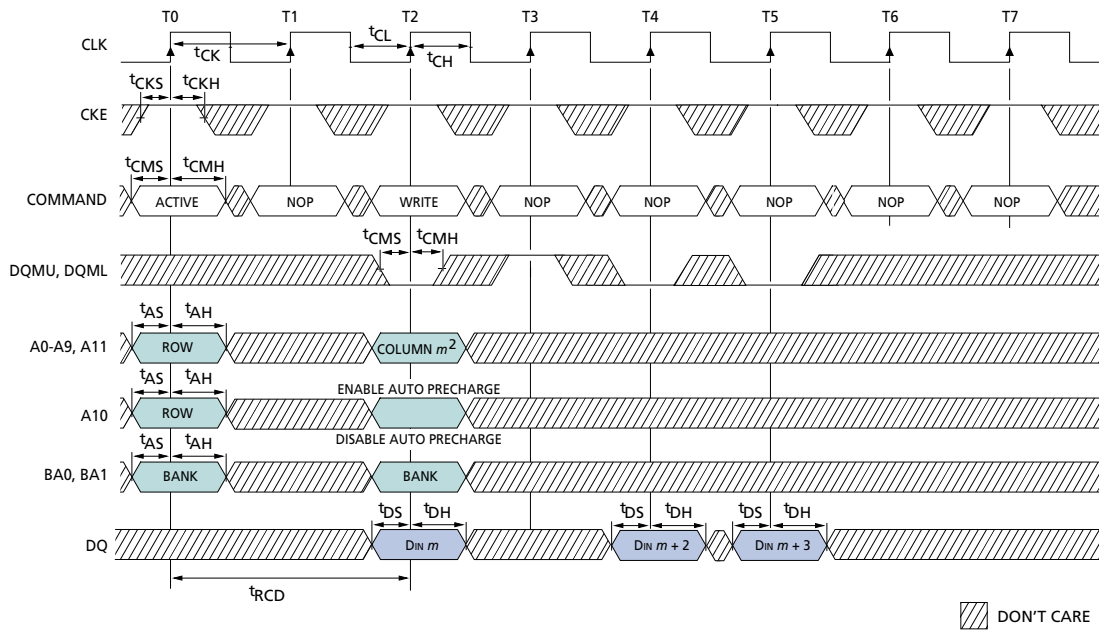 T0 T1 T2 T3 T4 T5 T6 T7
CLK
tCK
tCL
tCH
tCKS tCKH
CKE
tCMS tCMH
COMMAND
ACTIVE NOP WRITE NOP NOP NOP NOP NOP
tCMS tCMH
DQMU, DQML
tAS tAH
A0-A9, A11
ROW COLUMN m2
tAS tAH
ENABLE AUTO PRECHARGE
A10
ROW
DISABLE AUTO PRECHARGE
tAS tAH
BA0, BA1
BANK BANK
tDS tDH tDS tDH tDS tDH
DQ
DIN m DIN m + 2 DIN m + 3
tRCD
DON'T CARE